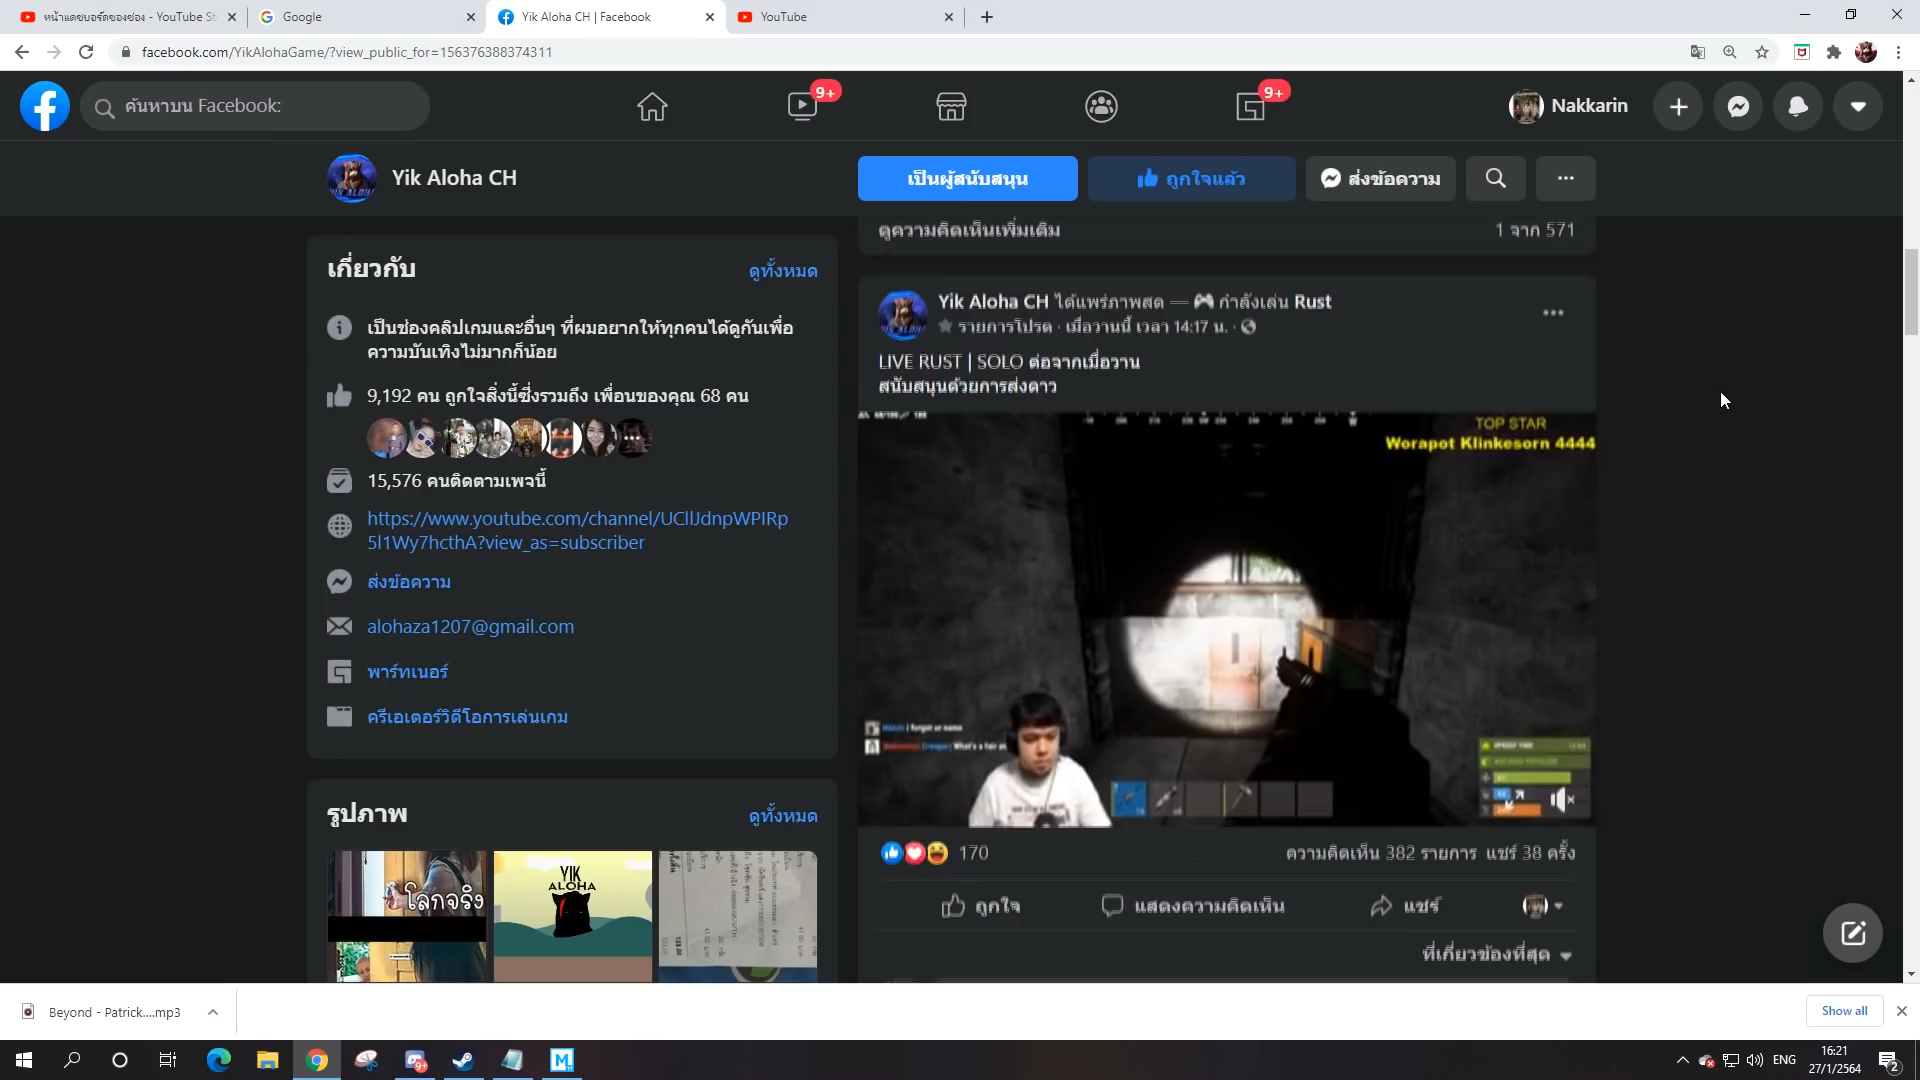 หน้าแดชบอร์ดของช่อง - YouTube St
Google
Yik Aloha CH | Facebook
YouTube
facebook.com/YikAlohaGame/?view_public_for=156376388374311
ค้นหาบน Facebook:
9+
9+
Nakkarin
Yik Aloha CH
เป็นผู้สนับสนุน
ถูกใจแล้ว
ส่งข้อความ
ดูความคิดเห็นเพิ่มเติม
1 จาก 571
เกี่ยวกับ
ดูทั้งหมด
เป็นช่องคลิปเกมและอื่นๆ ที่ผมอยากให้ทุกคนได้ดูกันเพื่อ
ความบันเทิงไม่มากก็น้อย
9,192 คน ถูกใจสิ่งนี้ซึ่งรวมถึง เพื่อนของคุณ 68 คน
15,576 คนติดตามเพจนี้
https://www.youtube.com/channel/UCllJdnpWPIRp
5l1Wy7hcthA?view_as=subscriber
ส่งข้อความ
alohaza1207@gmail.com
พาร์ทเนอร์
ครีเอเตอร์วิดีโอการเล่นเกม
รูปภาพ
ดูทั้งหมด
โลกจริง
YIK
ALOHA
Yik Aloha CH ได้แพร่ภาพสด — 🎮 กำลังเล่น Rust
รายการโปรด · เมื่อวานนี้ เวลา 14:17 น. ·
LIVE RUST | SOLO ต่อจากเมื่อวาน
สนับสนุนด้วยการส่งดาว
TOP STAR
Worapot Klinkesorn 4444
I forgot ur name
170
ความคิดเห็น 382 รายการ แชร์ 38 ครั้ง
ถูกใจ
แสดงความคิดเห็น
แชร์
ที่เกี่ยวข้องที่สุด
Beyond - Patrick....mp3
Show all
9+
M
ENG
16:21
27/1/2564
2